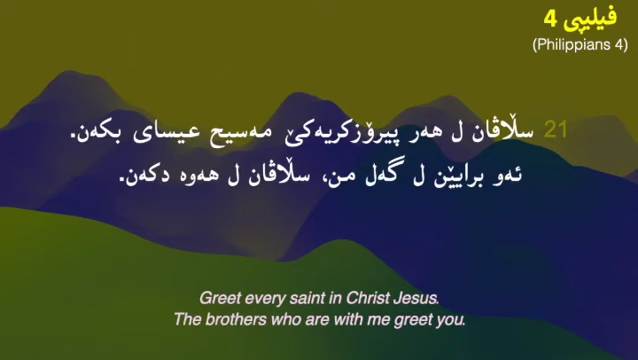 فیلیپی 4
(Philippians 4)
21 سڵاڤان ل هەر پیرۆزکریەکێ مەسیح عیسای بکەن.
ئەو برایێن ل گەل من، سڵاڤان ل هەوە دکەن.
Greet every saint in Christ Jesus.
The brothers who are with me greet you.